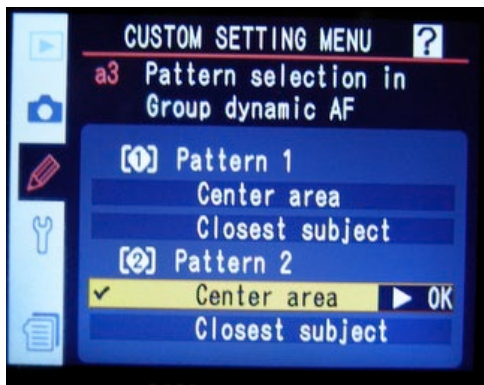 CUSTOM SETTING MENU ?
a3 Pattern selection in
Group dynamic AF
[1] Pattern 1
Center area
Closest subject
[2] Pattern 2
Center area OK
Closest subject